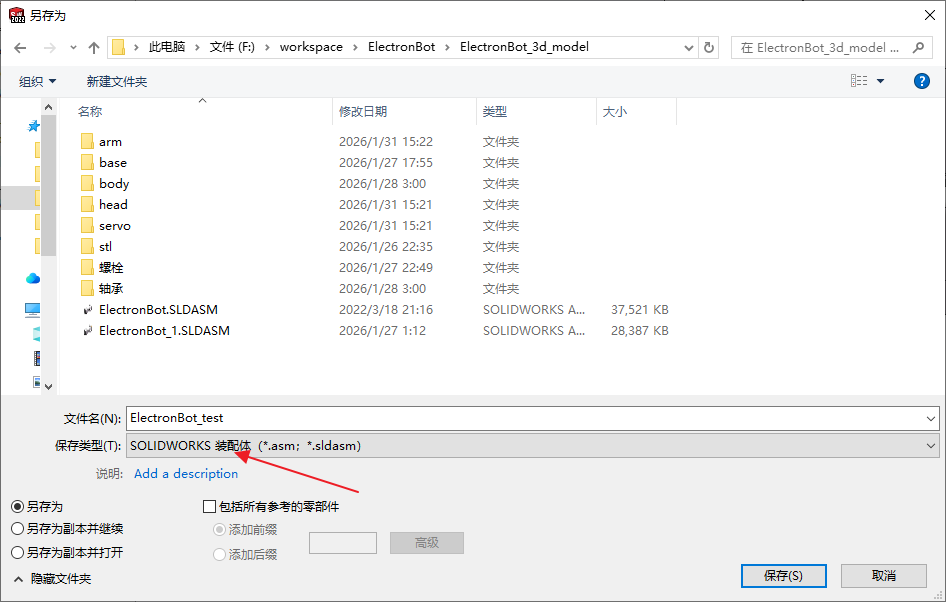 另存为
此电脑 › 文件 (F:) › workspace › ElectronBot › ElectronBot_3d_model
在 ElectronBot_3d_model ...
组织 新建文件夹
名称 修改日期 类型 大小
arm 2026/1/31 15:22 文件夹
base 2026/1/27 17:55 文件夹
body 2026/1/28 3:00 文件夹
head 2026/1/31 15:21 文件夹
servo 2026/1/31 15:21 文件夹
stl 2026/1/26 22:35 文件夹
螺栓 2026/1/27 22:49 文件夹
轴承 2026/1/28 3:00 文件夹
ElectronBot.SLDASM 2022/3/18 21:16 SOLIDWORKS A... 37,521 KB
ElectronBot_1.SLDASM 2026/1/27 1:12 SOLIDWORKS A... 28,387 KB
文件名(N): ElectronBot_test
保存类型(T): SOLIDWORKS 装配体 (*.asm; *.sldasm)
说明: Add a description
另存为 包括所有参考的零部件
另存为副本并继续 添加前缀 高级
另存为副本并打开 添加后缀
隐藏文件夹 保存(S) 取消